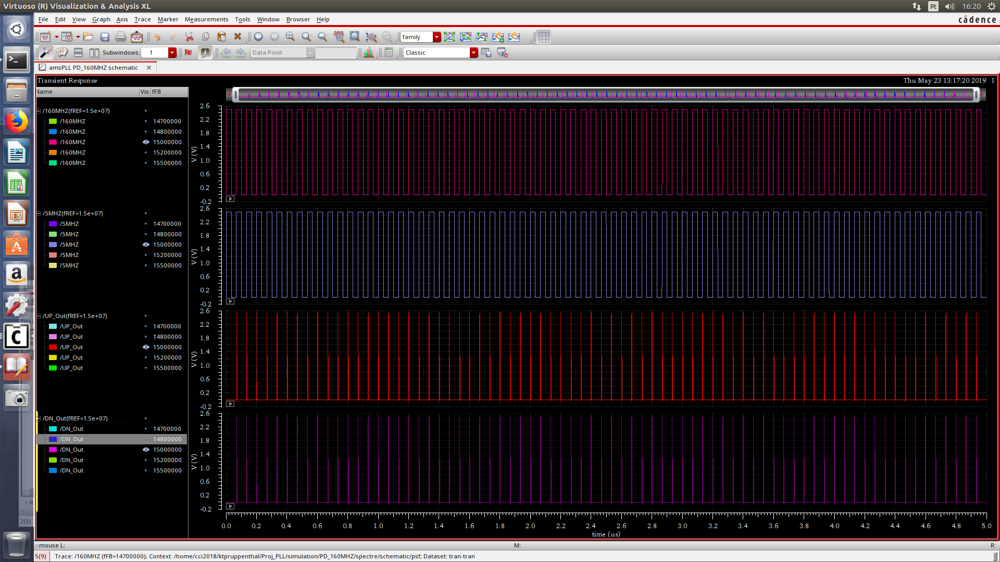 Virtuoso (R) Visualization & Analysis XL
Pt
16:20
File Edit View Graph Axis Trace Marker Measurements Tools Window Browser Help
cādence
family
Subwindows: 1
Data Point
Classic
amsPLL PD_160MHZ schematic
Transient Response
Thu May 23 13:17:20 2019 1
Name Vis fFB
/160MHZ(fREF=1.5e+07)
/160MHZ 14700000
/160MHZ 14800000
/160MHZ 15000000
/160MHZ 15200000
/160MHZ 15500000
2.6
2.2
1.8
1.4
1.0
0.6
0.2
-0.2
V (V)
/5MHZ(fREF=1.5e+07)
/5MHZ 14700000
/5MHZ 14800000
/5MHZ 15000000
/5MHZ 15200000
/5MHZ 15500000
2.6
2.2
1.8
1.4
1.0
0.6
0.2
-0.2
V (V)
/UP_Out(fREF=1.5e+07)
/UP_Out 14700000
/UP_Out 14800000
/UP_Out 15000000
/UP_Out 15200000
/UP_Out 15500000
2.6
2.2
1.8
1.4
1.0
0.6
0.2
-0.2
V (V)
/DN_Out(fREF=1.5e+07)
/DN_Out 14700000
/DN_Out 14800000
/DN_Out 15000000
/DN_Out 15200000
/DN_Out 15500000
2.6
2.2
1.8
1.4
1.0
0.6
0.2
-0.2
V (V)
0.0 0.2 0.4 0.6 0.8 1.0 1.2 1.4 1.6 1.8 2.0 2.2 2.4 2.6 2.8 3.0 3.2 3.4 3.6 3.8 4.0 4.2 4.4 4.6 4.8 5.0
time (us)
> R
2(3)
mouse L: M: R:
5(9) Trace: /160MHZ (fFB=14700000); Context: /home/cci2018/ktpruppenthal/Proj_PLL/simulation/PD_160MHZ/spectre/schematic/psf; Dataset: tran-tran